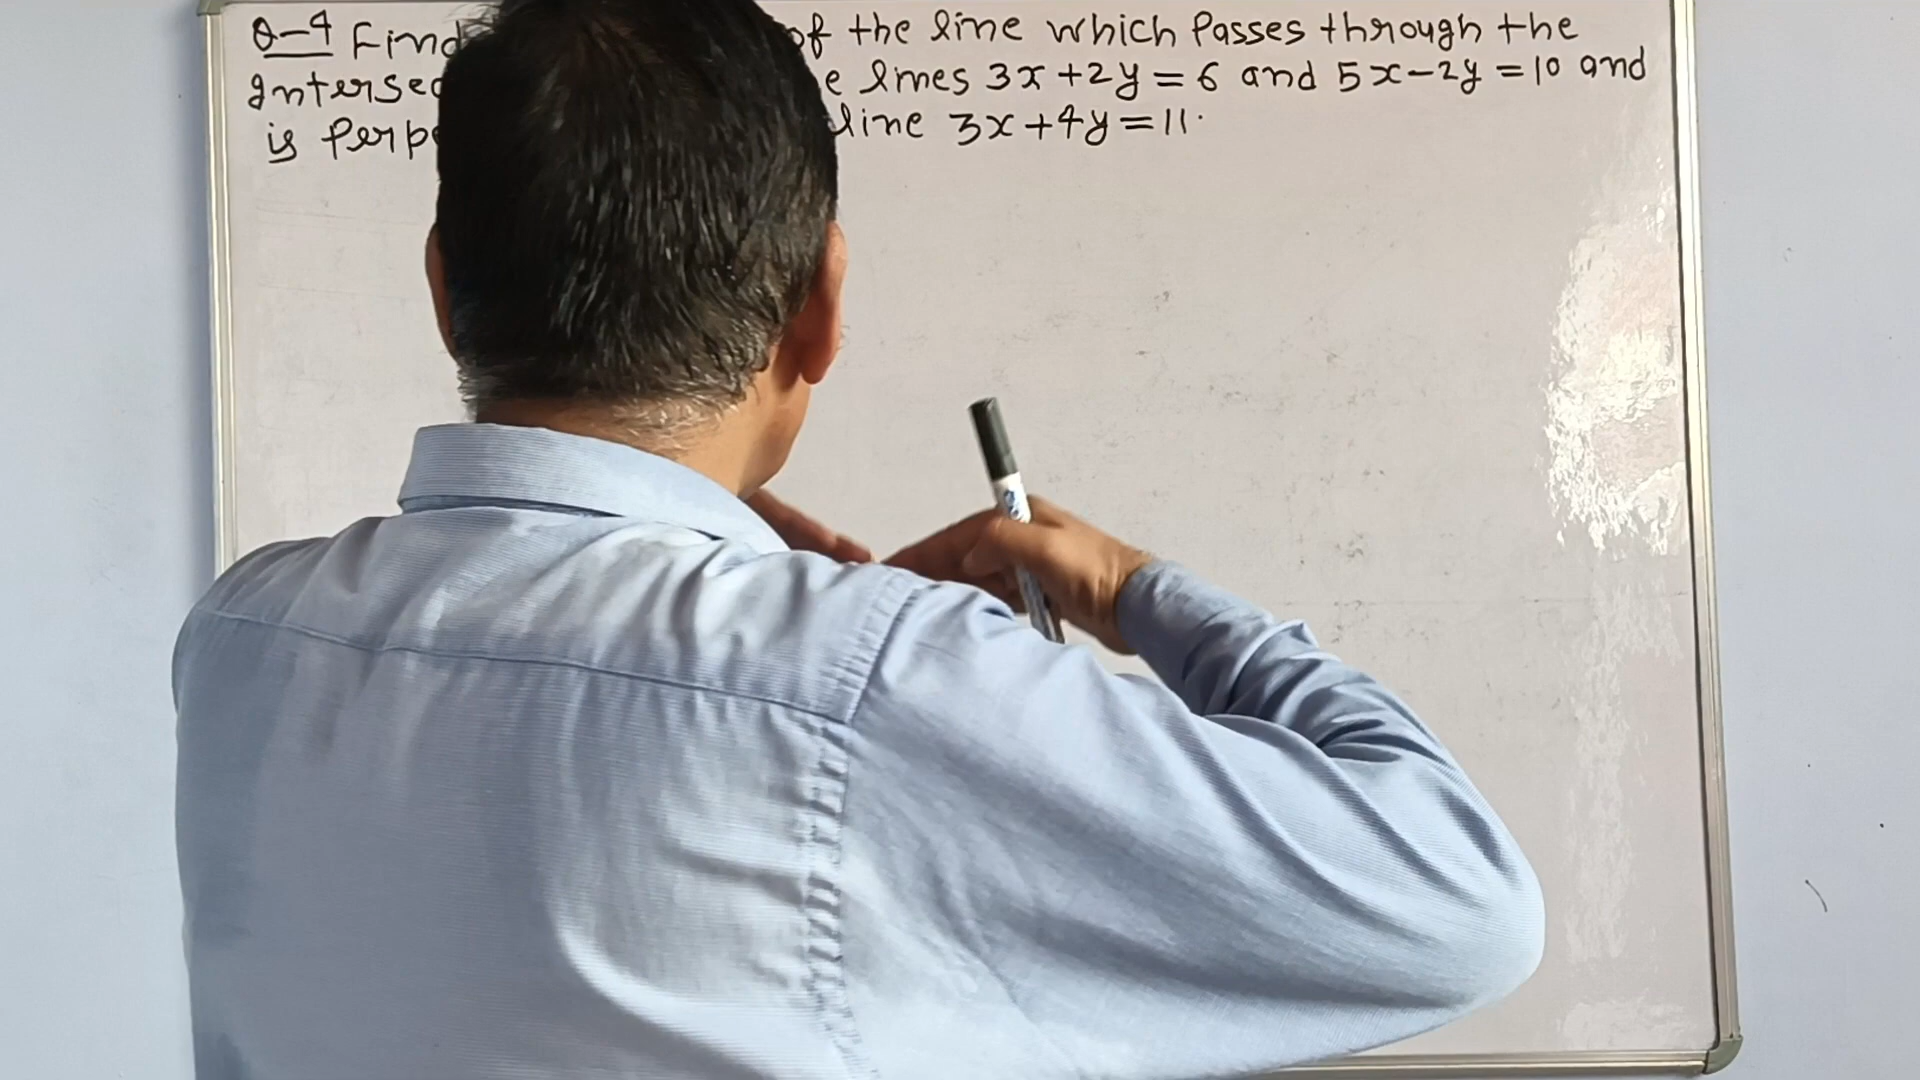 Q-4 Find of the line which Passes through the
Intersec lines 3x+2y=6 and 5x-2y=10 and
is Perp line 3x+4y=11.